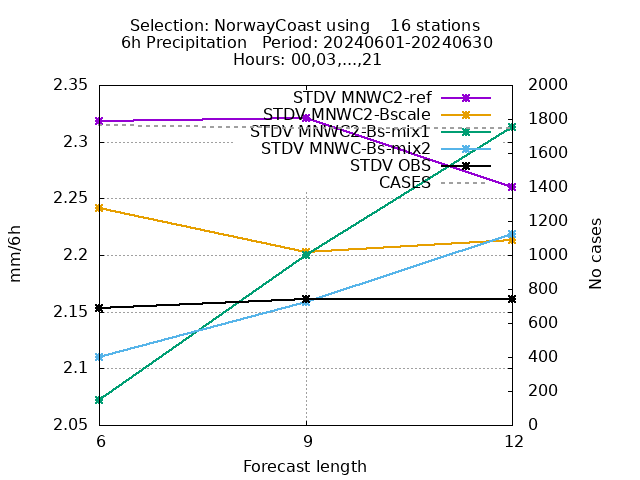 Selection: NorwayCoast using    16 stations
6h Precipitation   Period: 20240601-20240630
Hours: 00,03,...,21
2.35
2.3
2.25
2.2
2.15
2.1
2.05
mm/6h
STDV MNWC2-ref
STDV MNWC2-Bscale
STDV MNWC2-Bs-mix1
STDV MNWC-Bs-mix2
STDV OBS
CASES
2000
1800
1600
1400
1200
1000
800
600
400
200
0
No cases
6
9
12
Forecast length